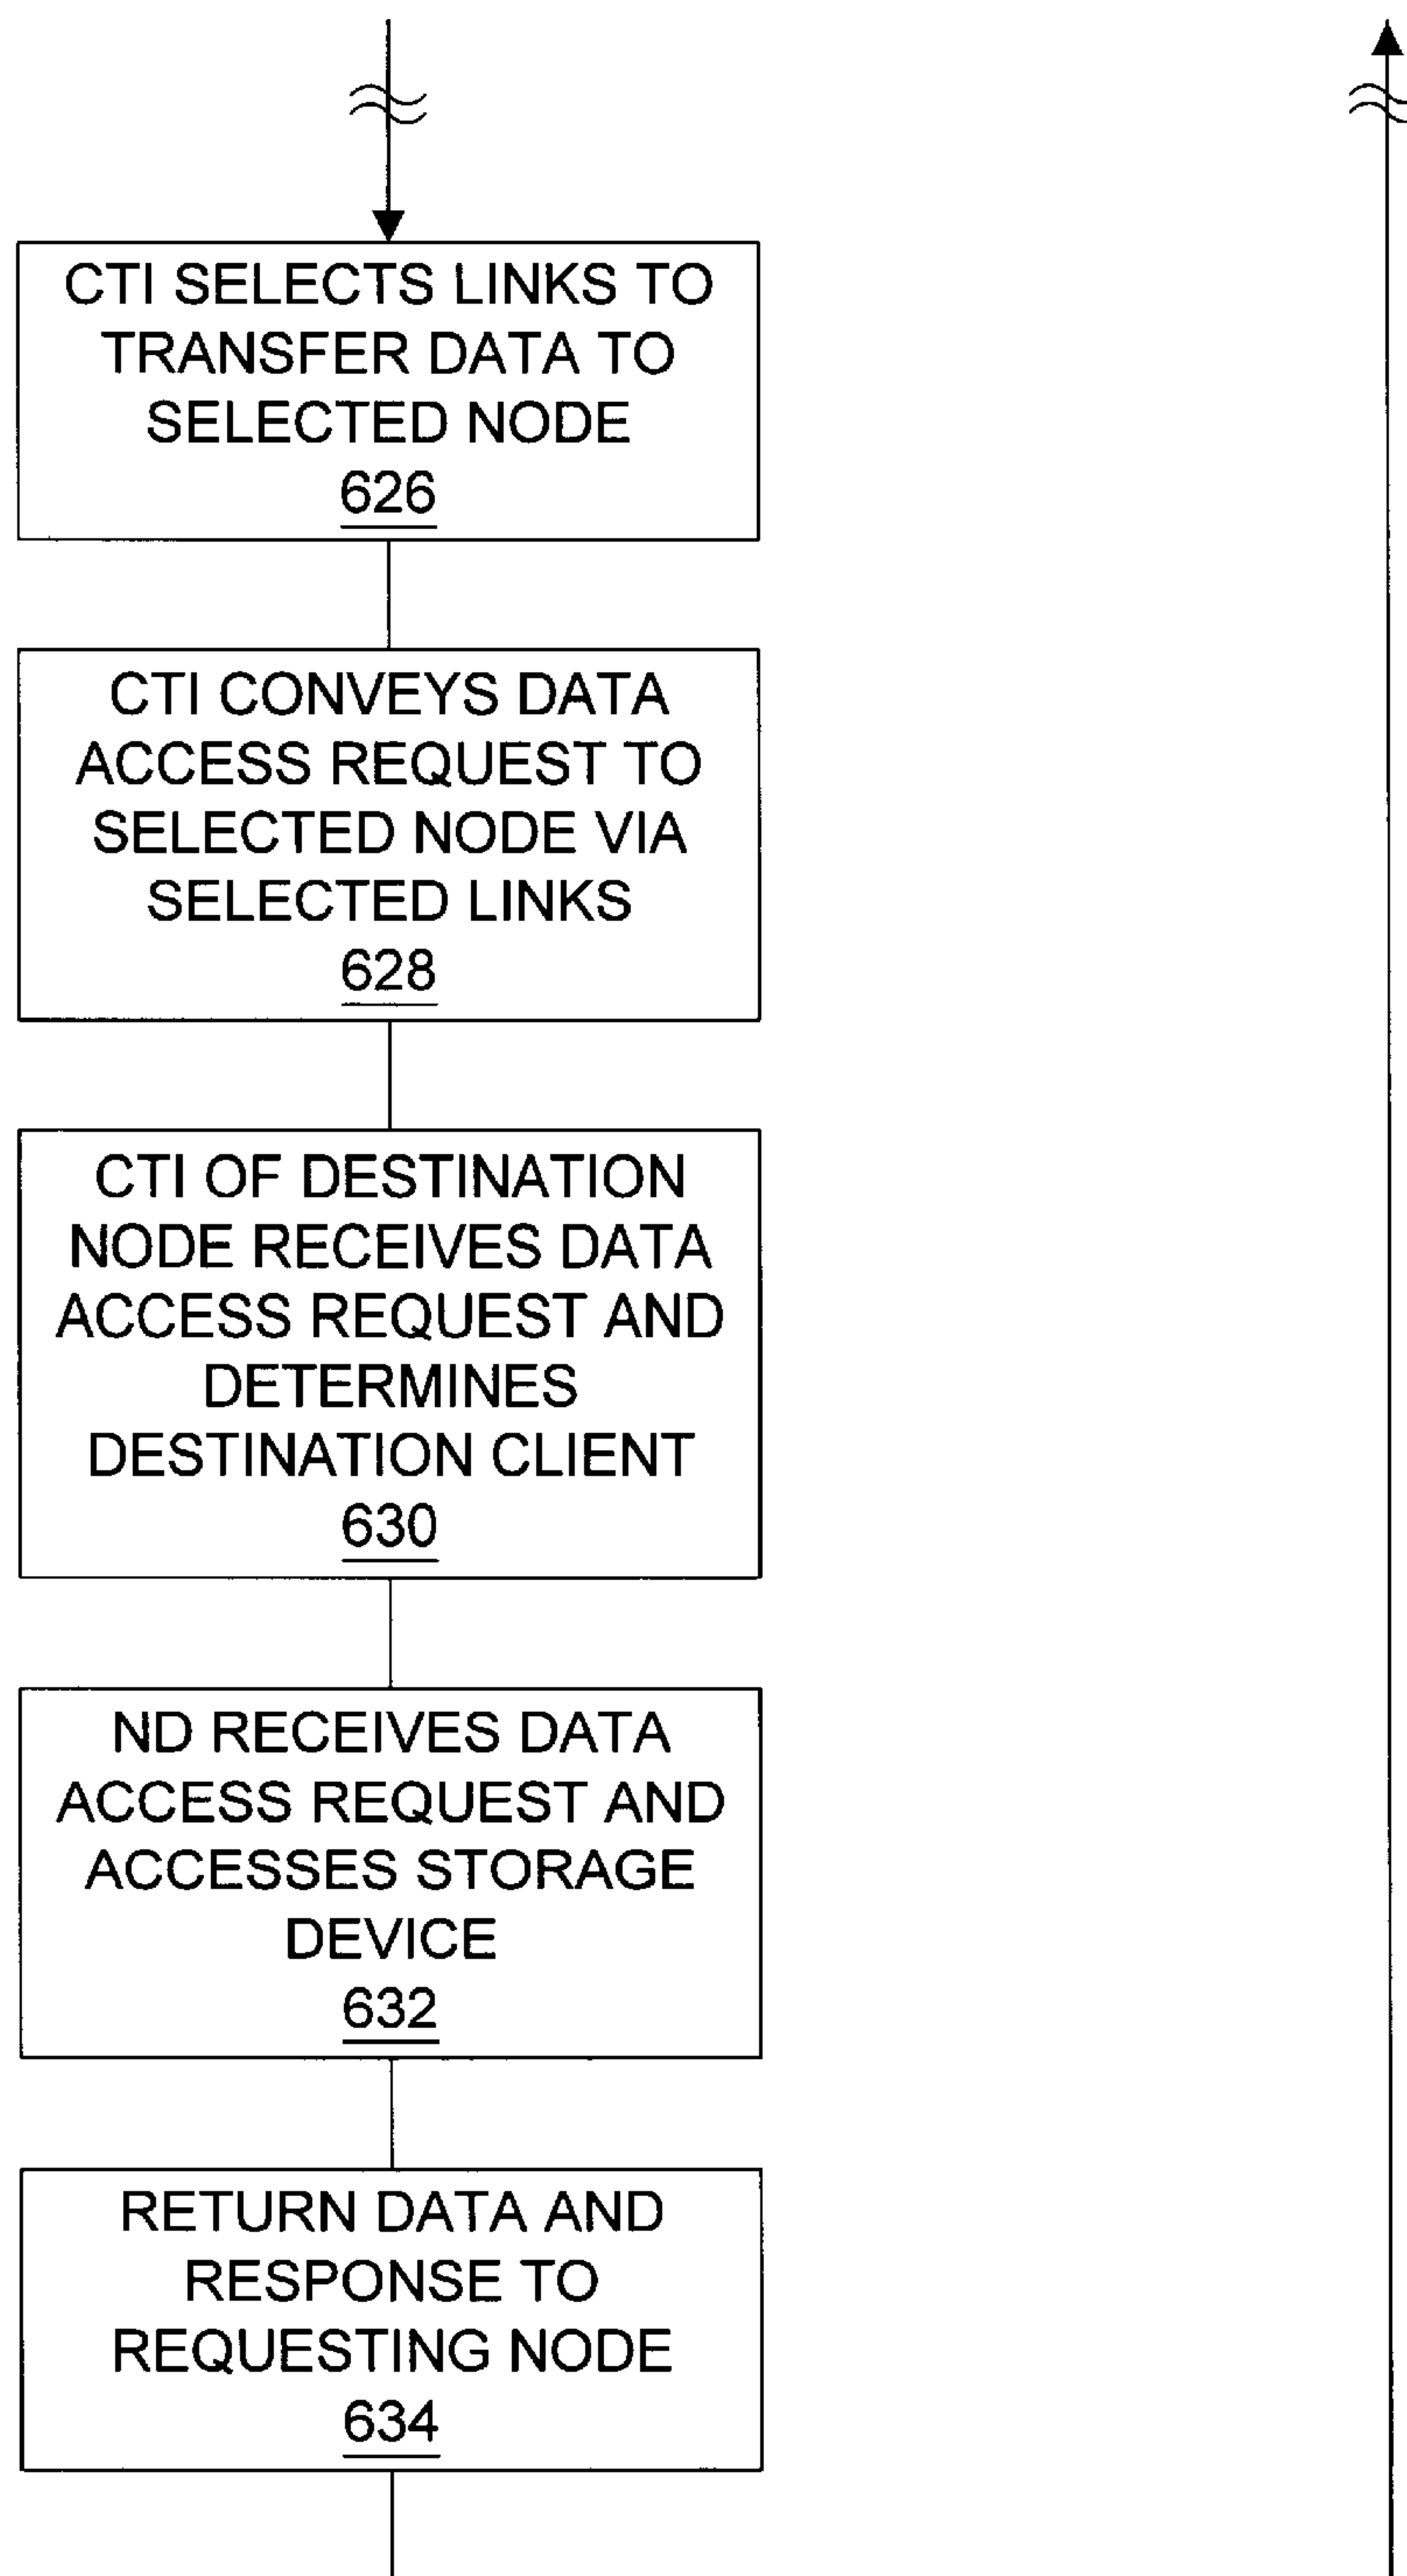 CTI SELECTS LINKS TO
TRANSFER DATA TO
SELECTED NODE
626
CTI CONVEYS DATA
ACCESS REQUEST TO
SELECTED NODE VIA
SELECTED LINKS
628
CTI OF DESTINATION
NODE RECEIVES DATA
ACCESS REQUEST AND
DETERMINES
DESTINATION CLIENT
630
ND RECEIVES DATA
ACCESS REQUEST AND
ACCESSES STORAGE
DEVICE
632
RETURN DATA AND
RESPONSE TO
REQUESTING NODE
634